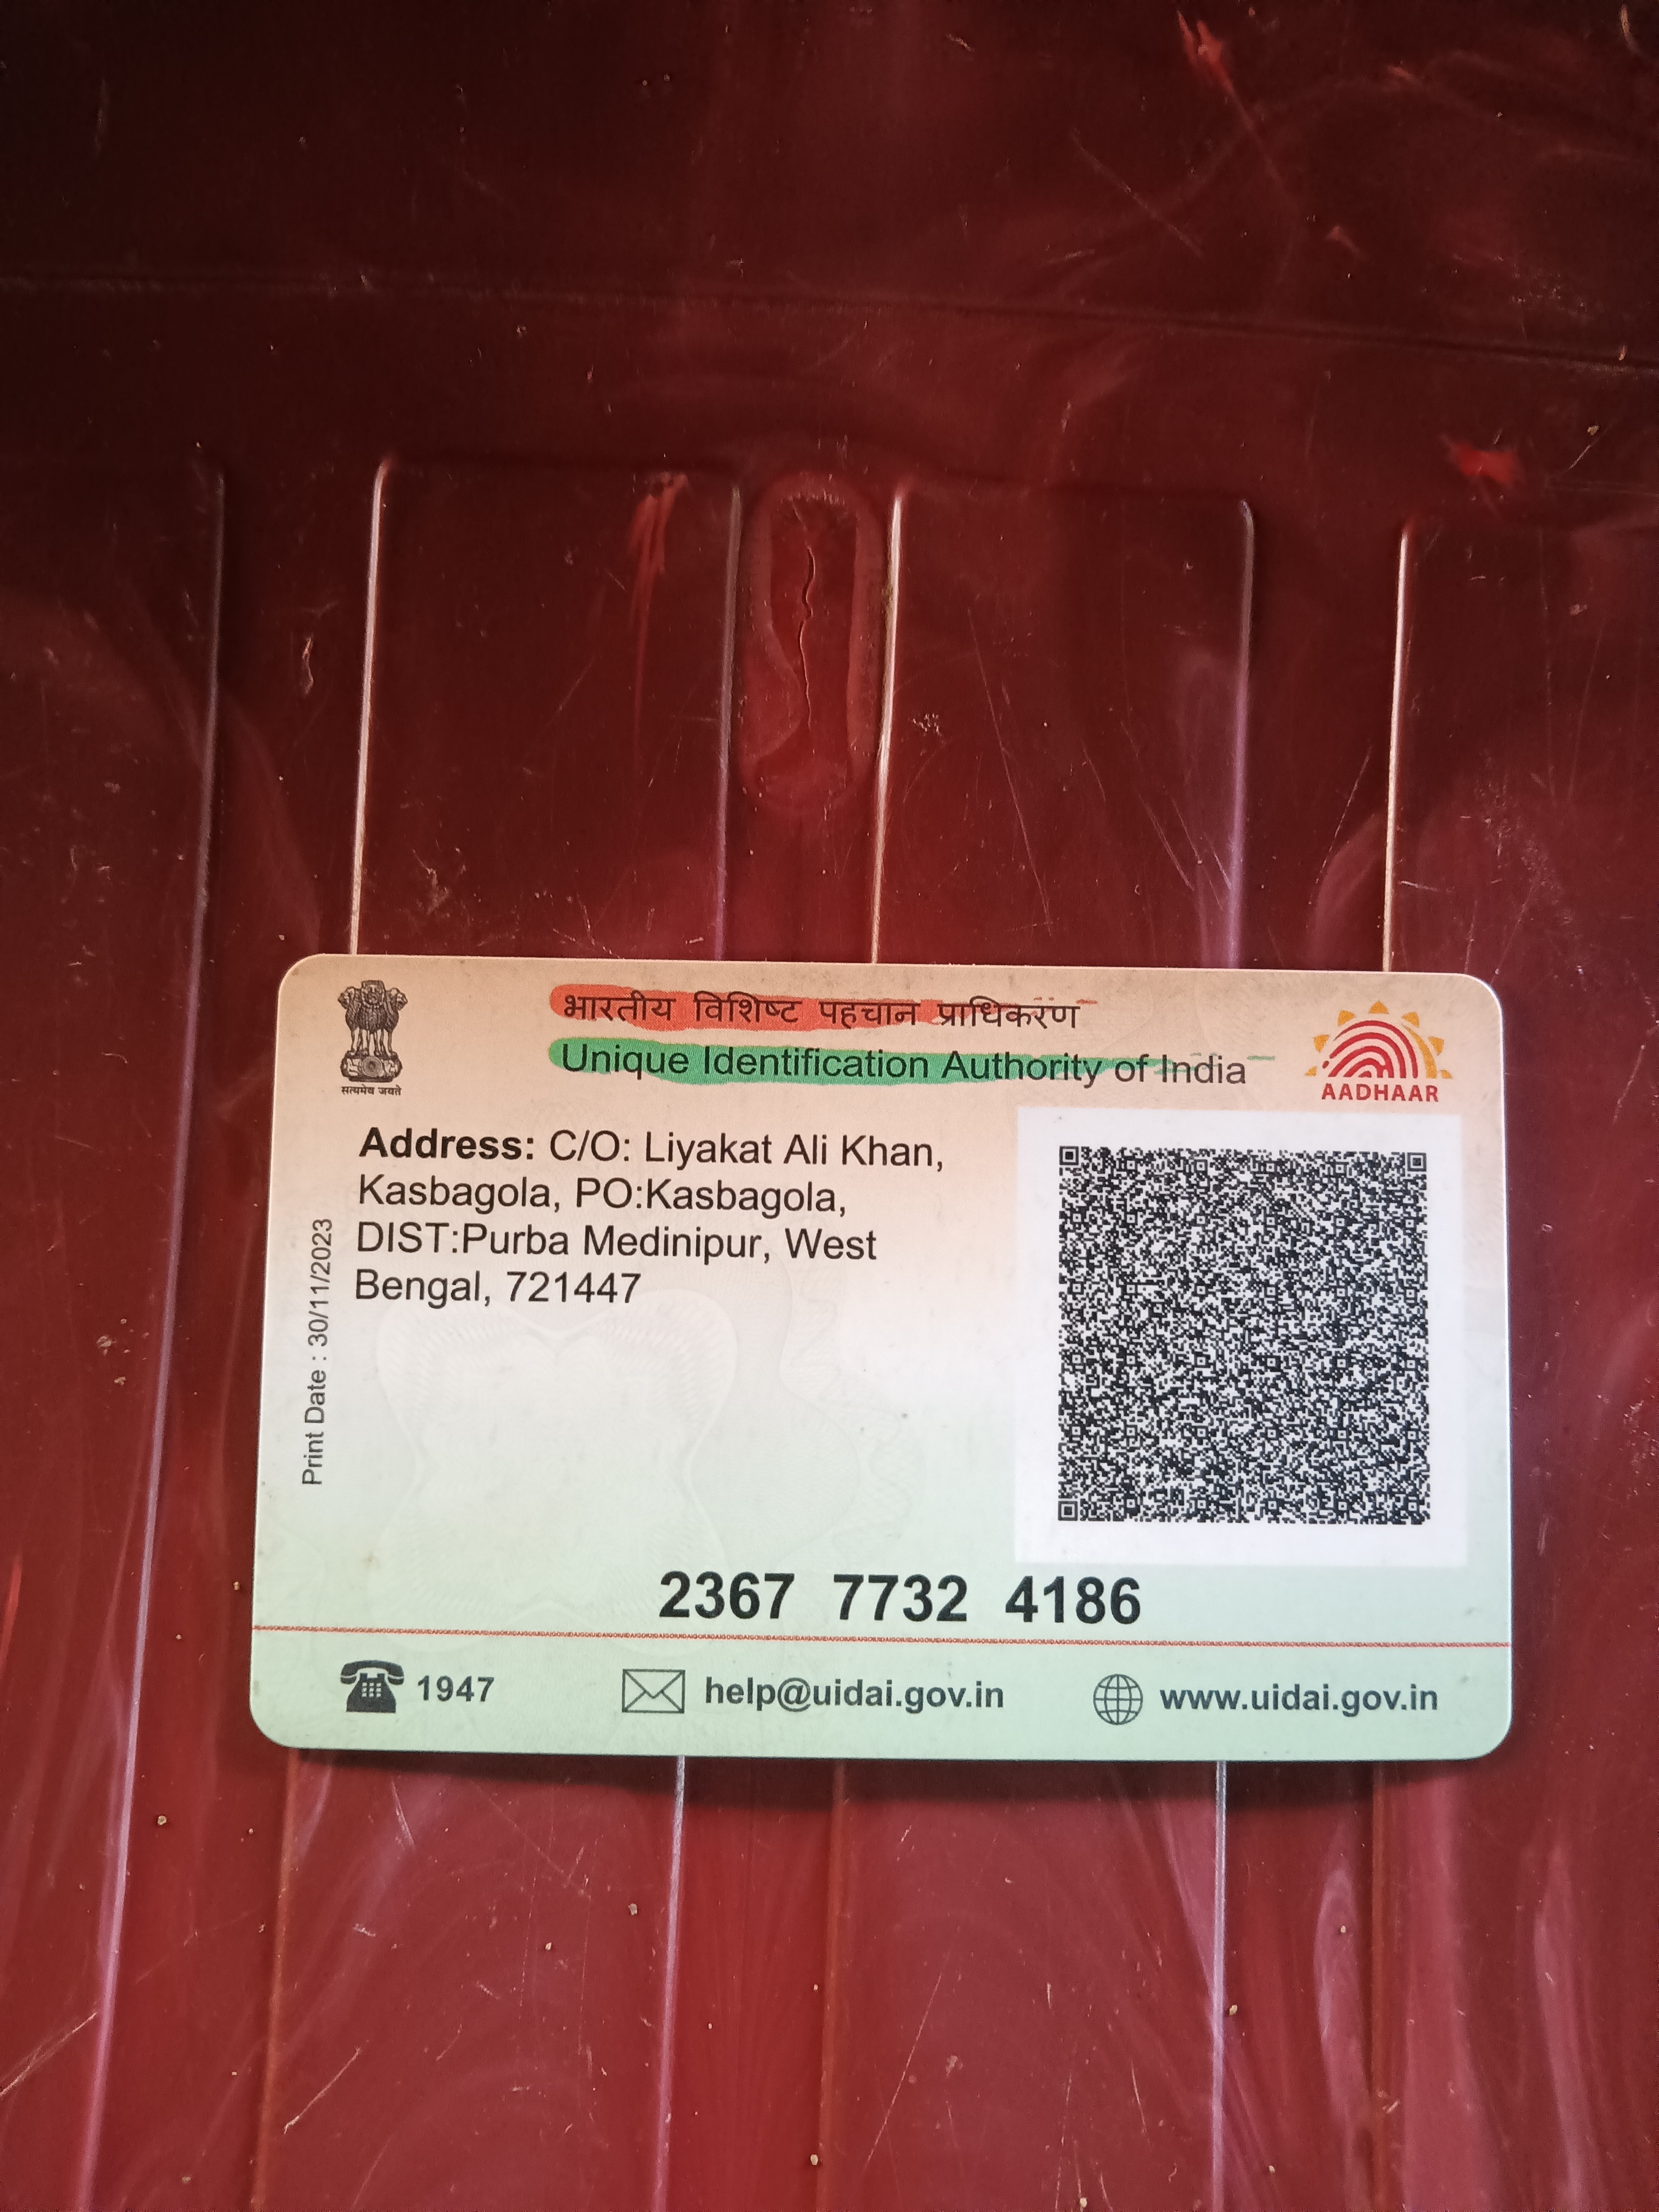 भारतीय विशिष्ट पहचान प्राधिकरण
Unique Identification Authority of India
सत्यमेव जयते
AADHAAR
Address: C/O: Liyakat Ali Khan,
Kasbagola, PO:Kasbagola,
DIST:Purba Medinipur, West
Bengal, 721447
Print Date : 30/11/2023
2367 7732 4186
1947
help@uidai.gov.in
www.uidai.gov.in